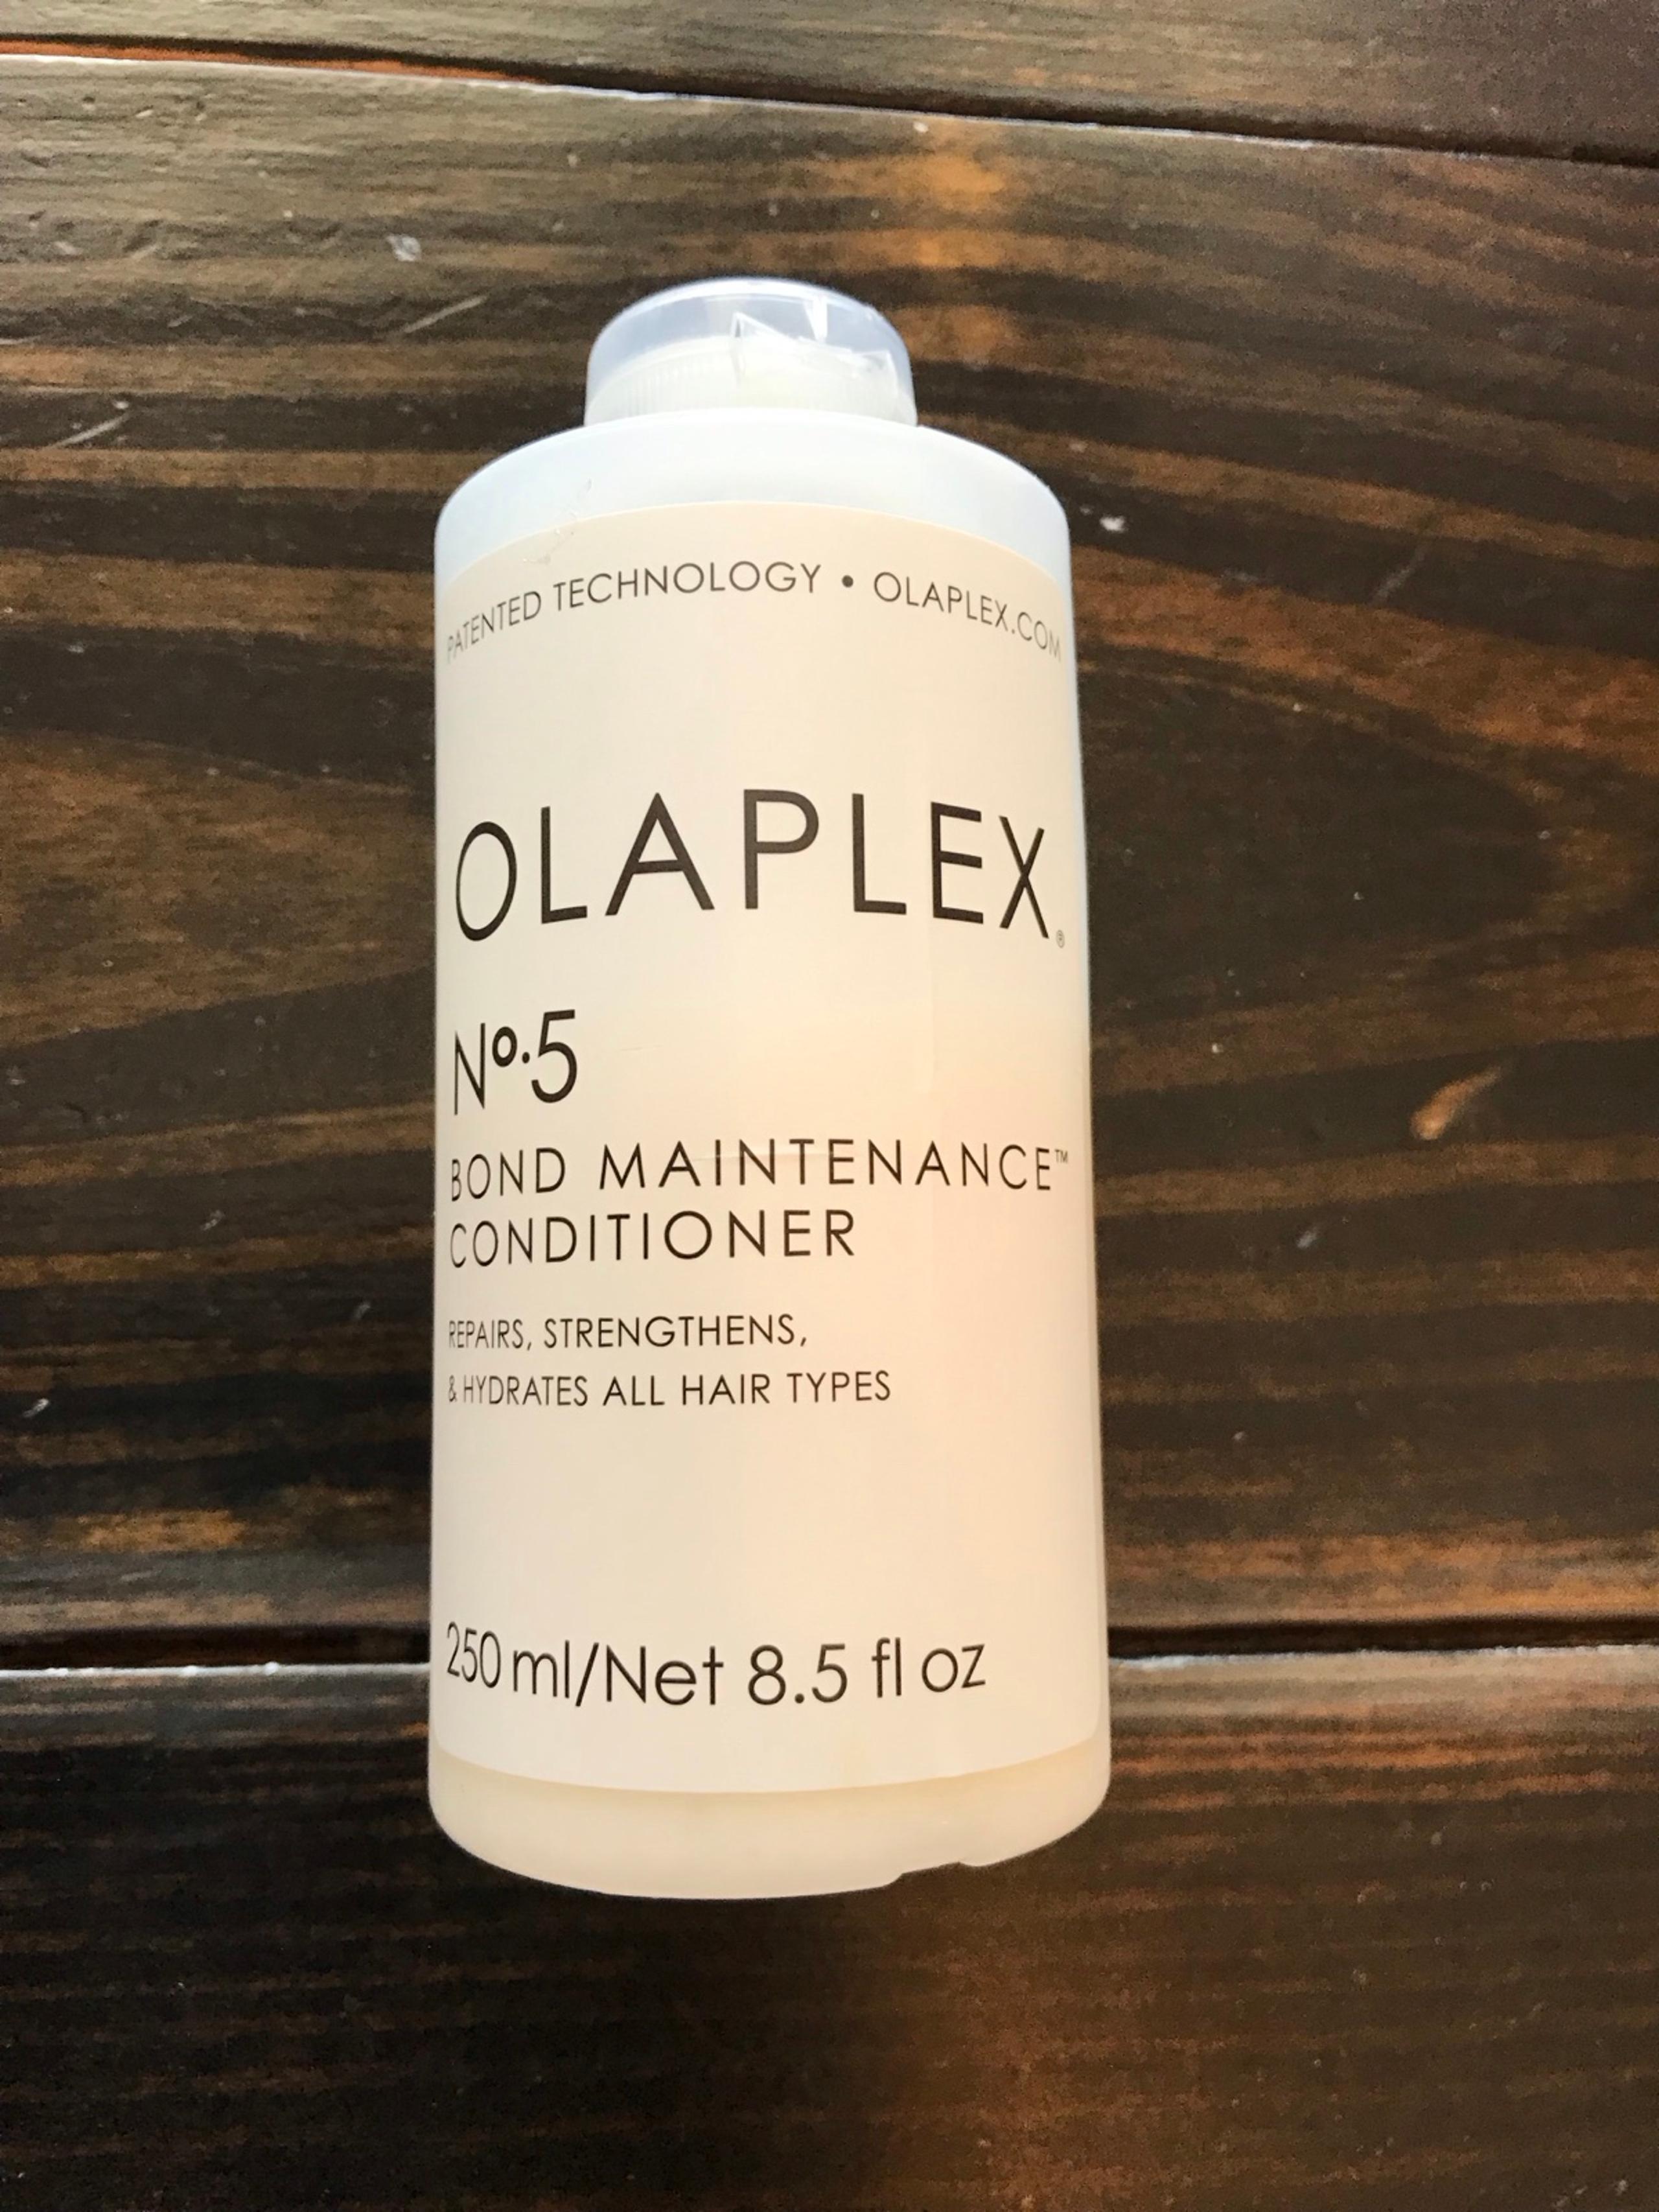 PATENTED TECHNOLOGY • OLAPLEX.COM
OLAPLEX®
Nº.5
BOND MAINTENANCE™
CONDITIONER
REPAIRS, STRENGTHENS,
& HYDRATES ALL HAIR TYPES
250 ml/Net 8.5 fl oz